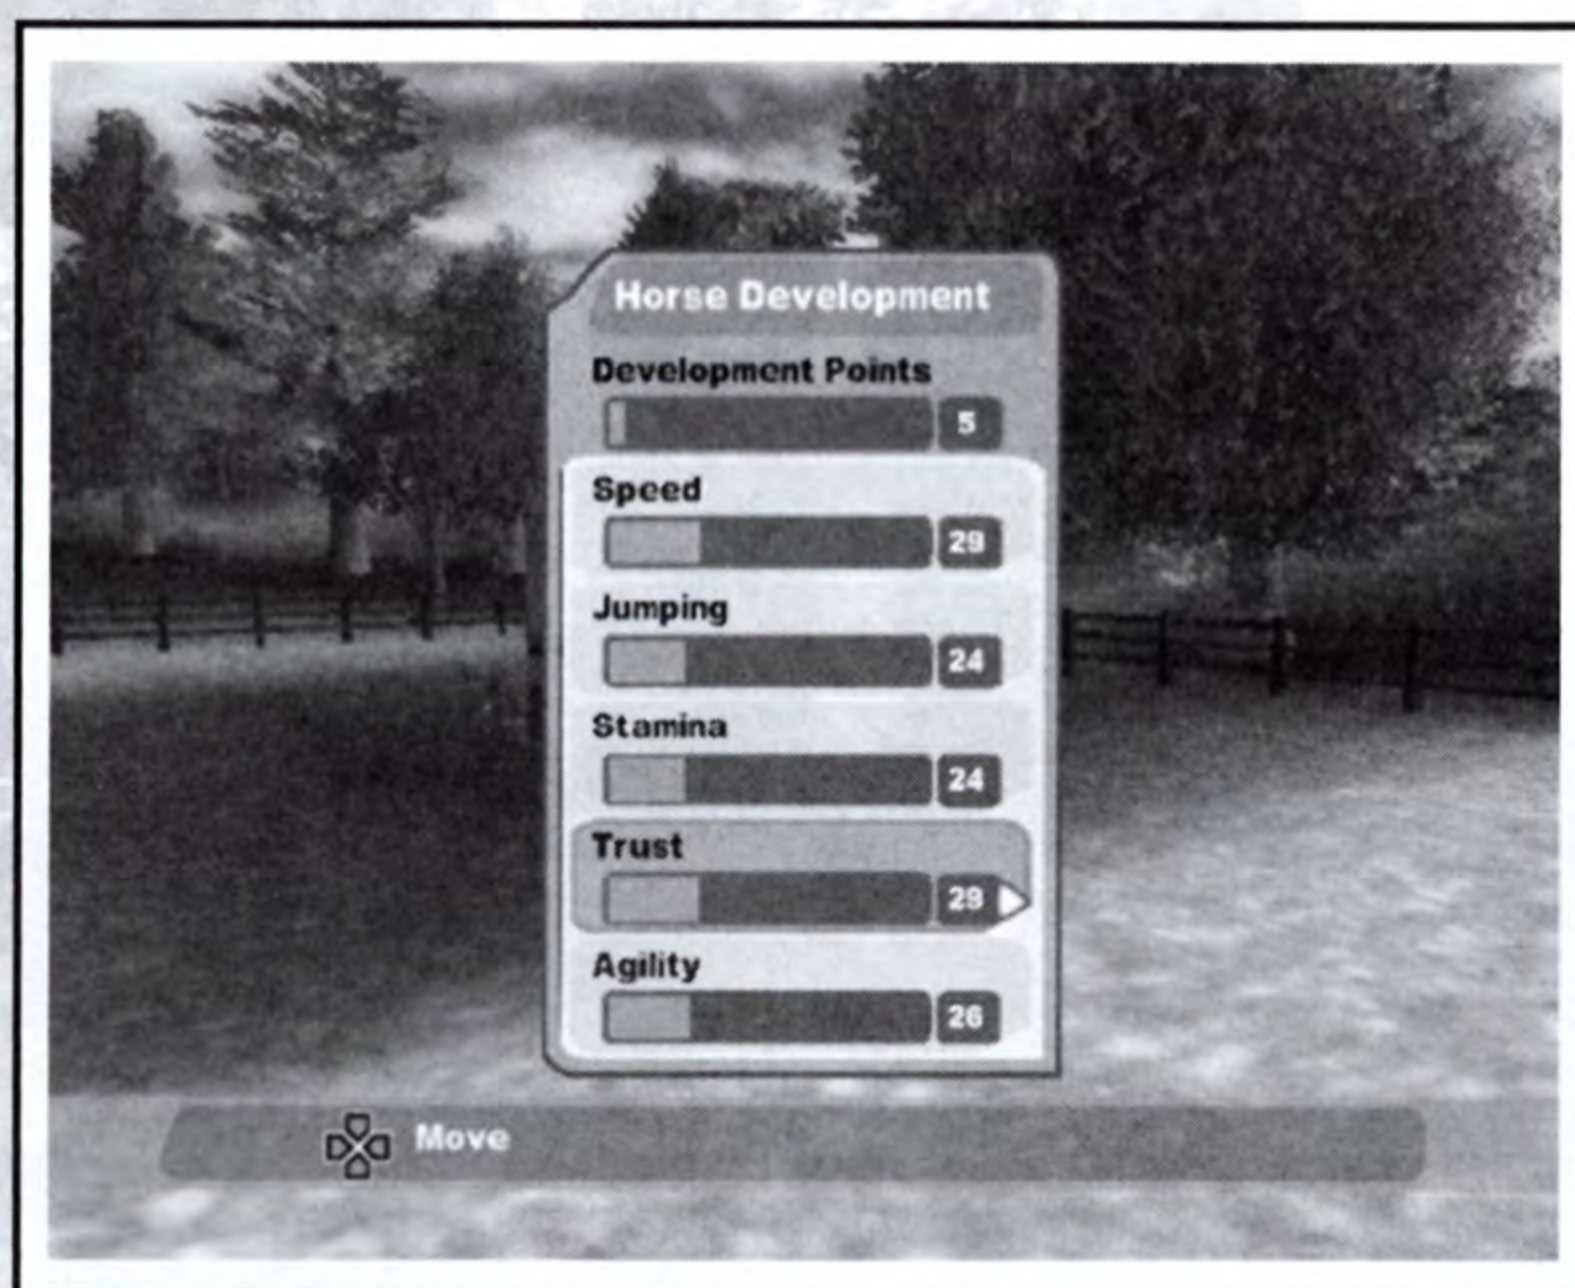 Horse Development
Development Points
5
Speed
29
Jumping
24
Stamina
24
Trust
29
Agility
26
Move